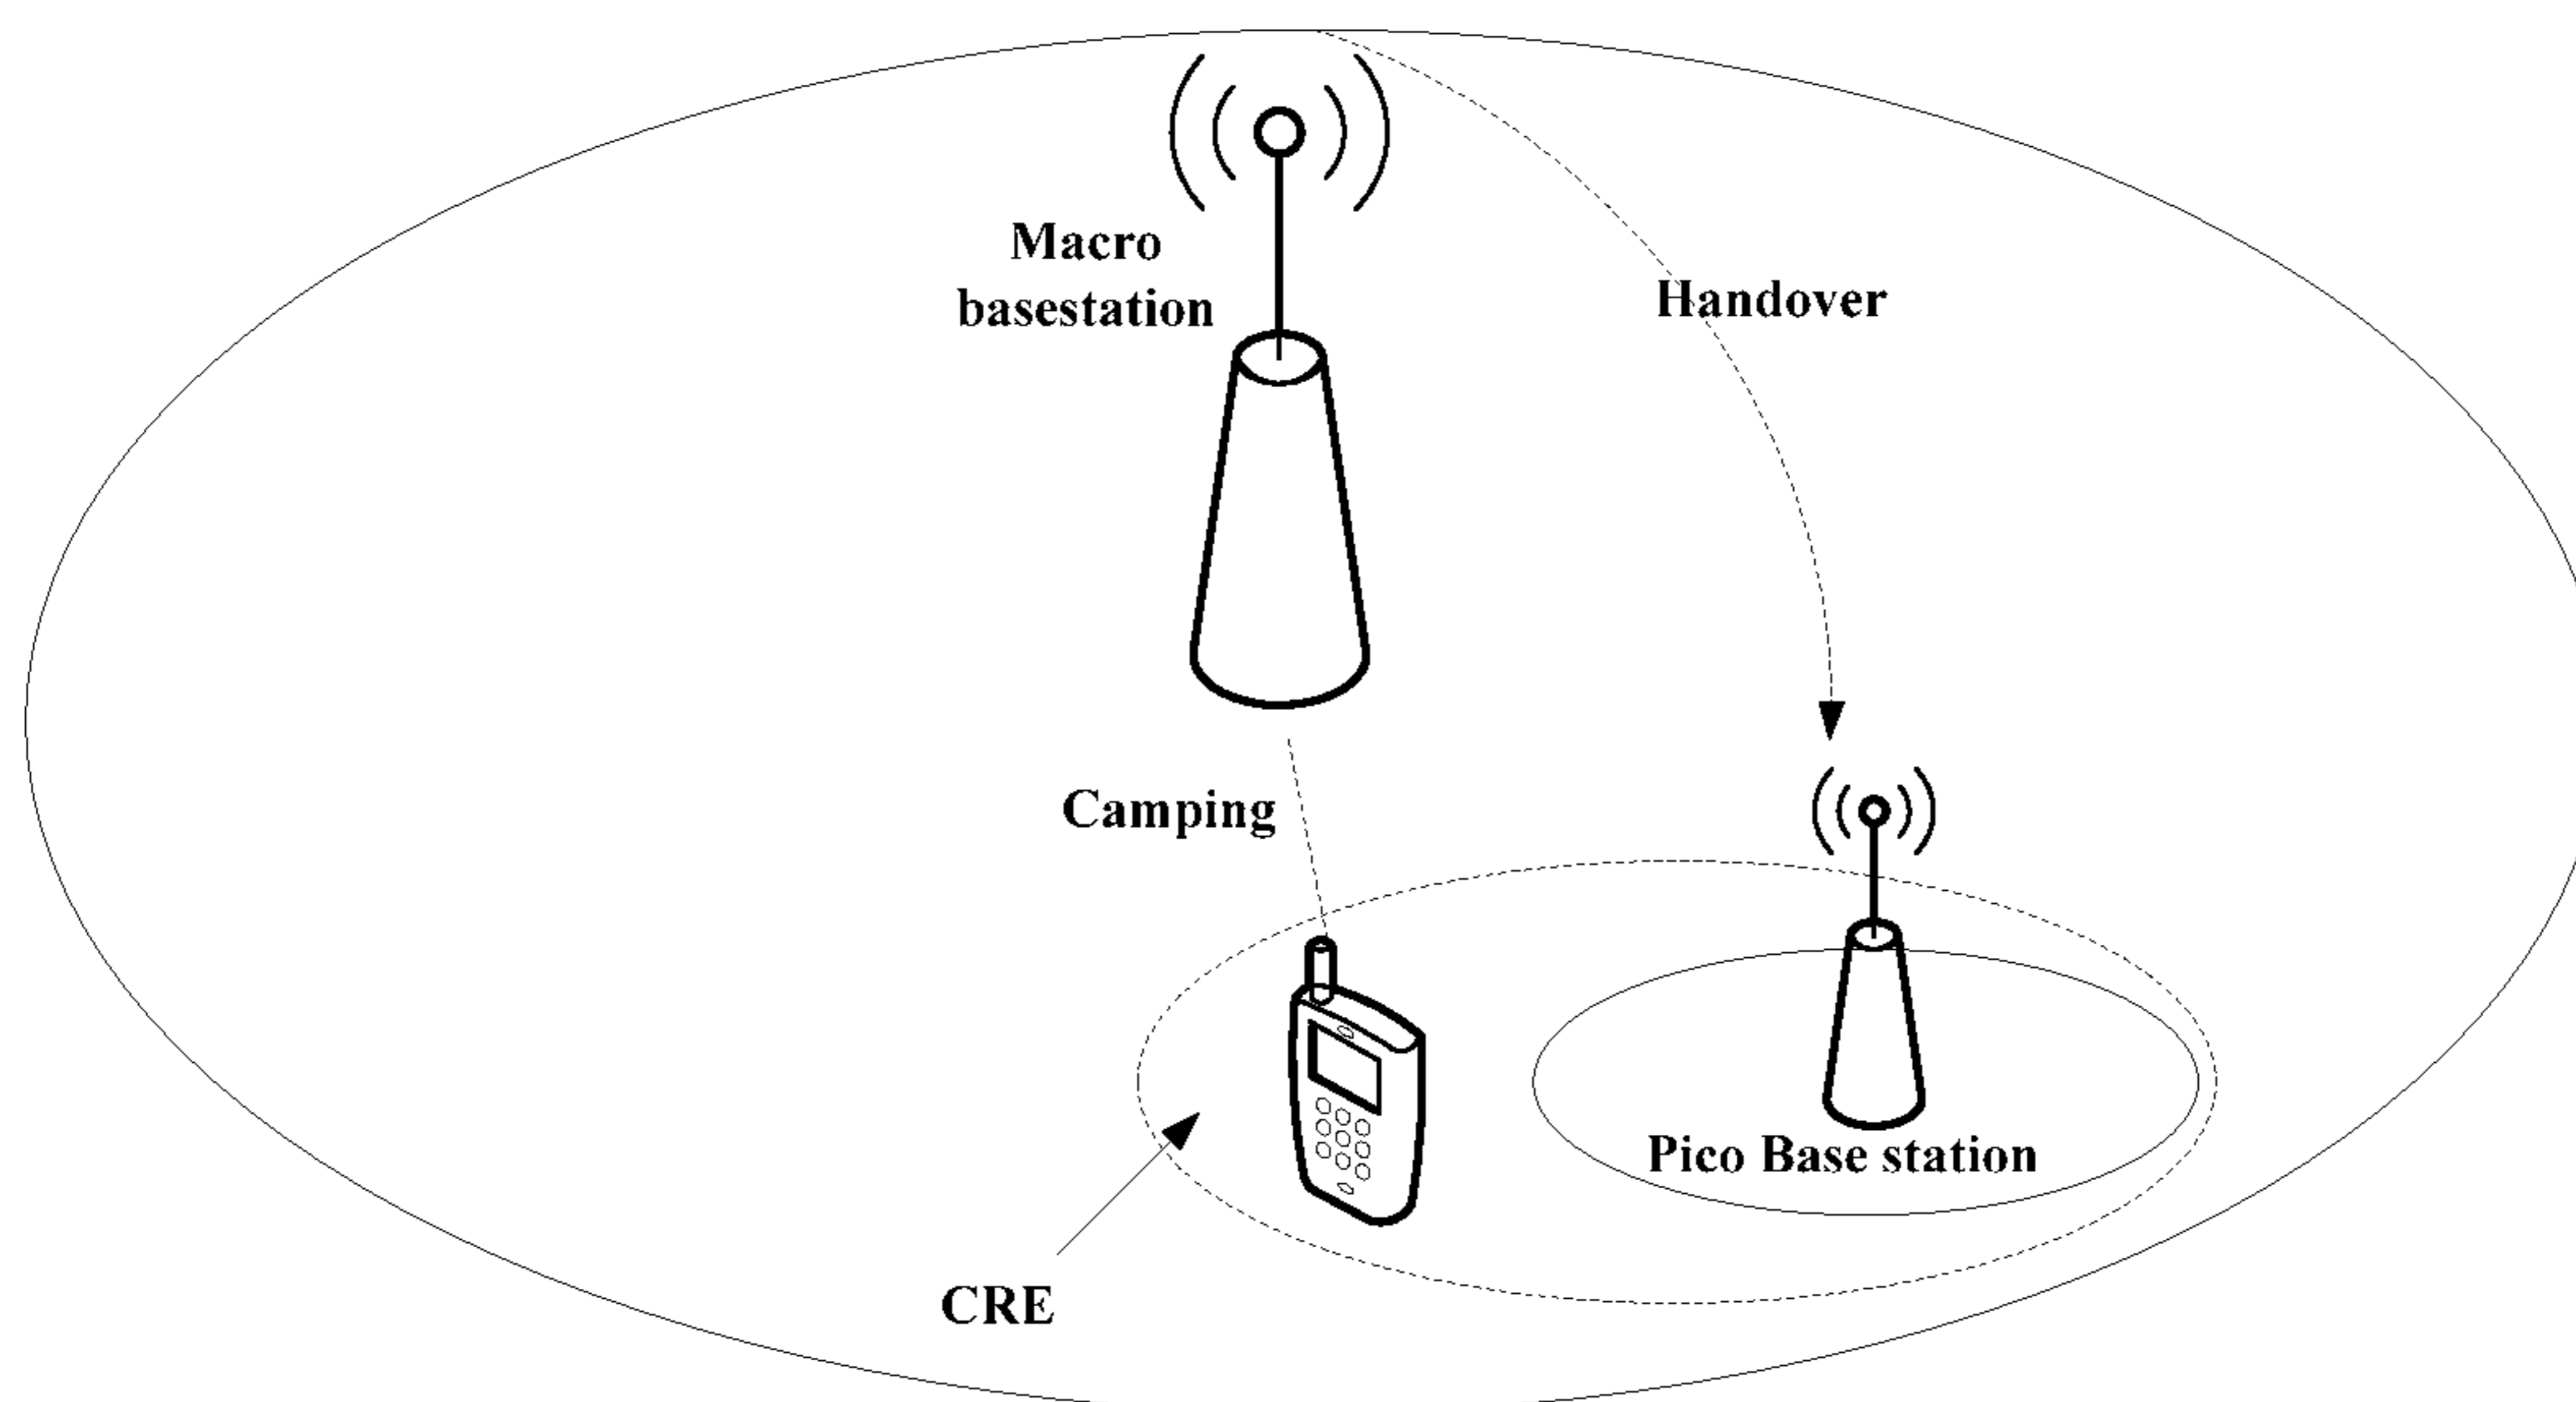 Macro
basestation
Handover
Camping
Pico Base station
CRE